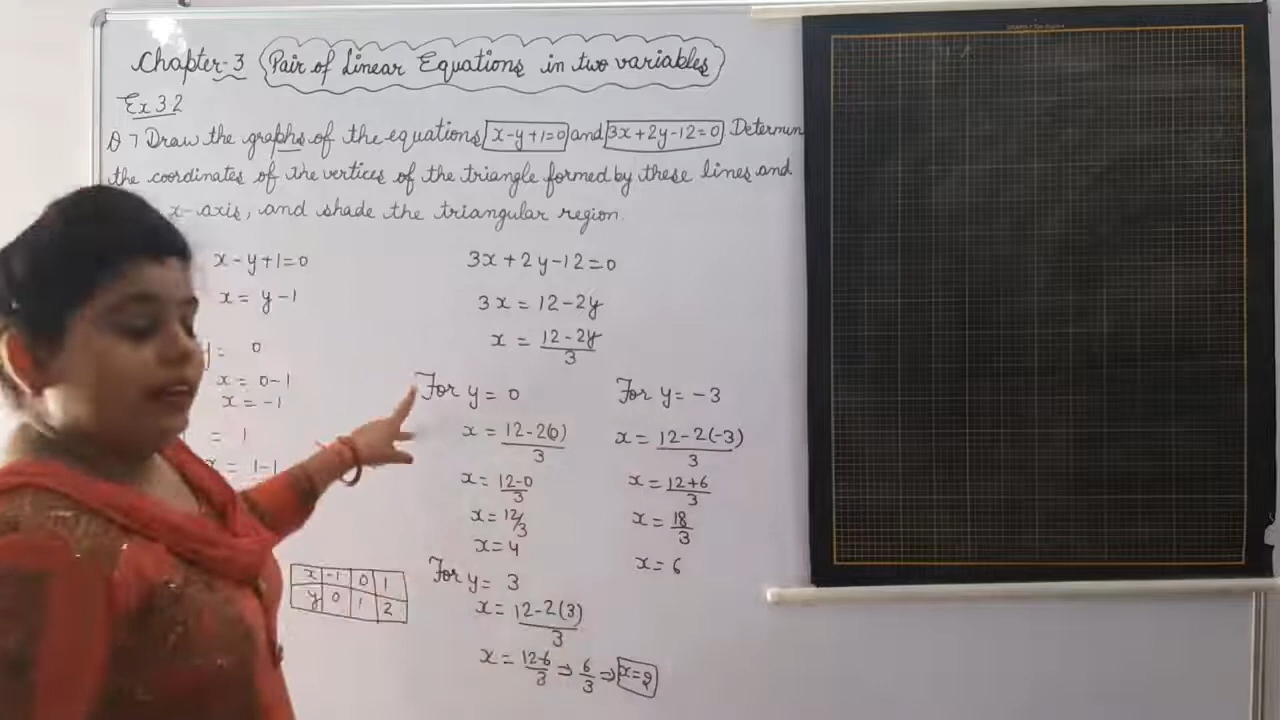 Chapter-3 Pair of Linear Equations in two variables
Ex 3.2
Q 7 Draw the graphs of the equations x-y+1=0 and 3x+2y-12=0. Determin
the coordinates of the vertices of the triangle formed by these lines and
x-axis, and shade the triangular region.
x-y+1=0
x = y-1
y = 0
x = 0-1
x = -1
= 1
x = 1-1
x -1 0 1
y 0 1 2
3x+2y-12=0
3x = 12-2y
x = 12-2y/3
For y = 0
x = 12-2(0)/3
x = 12-0/3
x = 12/3
x = 4
For y = 3
x = 12-2(3)/3
x = 12-6/3 ⇒ 6/3 ⇒ x=2
For y = -3
x = 12-2(-3)/3
x = 12+6/3
x = 18/3
x = 6